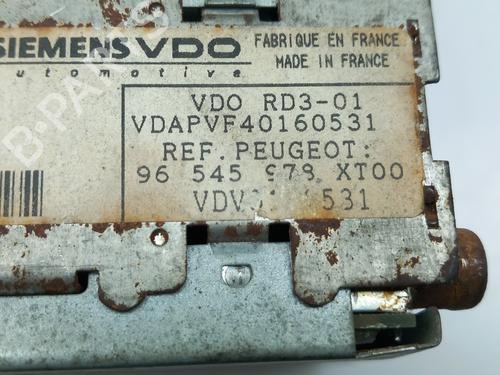 SIEMENS VDO
automotive
FABRIQUE EN FRANCE
MADE IN FRANCE
VDO RD3-01
VDAPVF40160531
REF. PEUGEOT:
96 545 978 XT00
B-PARTS